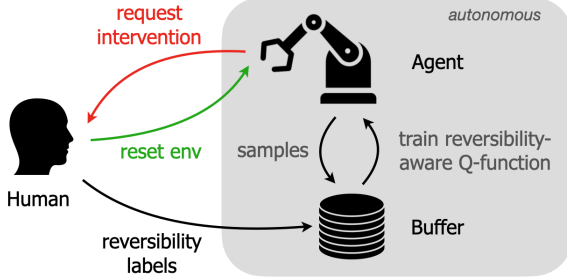 request
intervention
autonomous
Agent
reset env
samples
train reversibility-
aware Q-function
Human
Buffer
reversibility
labels